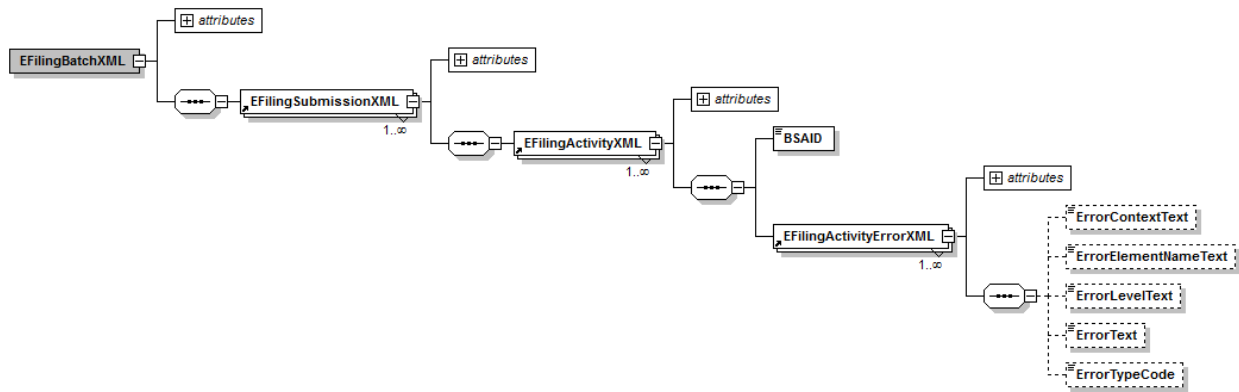 attributes
EFilingBatchXML
attributes
EFilingSubmissionXML
1..∞
attributes
EFilingActivityXML
1..∞
BSAID
attributes
EFilingActivityErrorXML
1..∞
ErrorContextText
ErrorElementNameText
ErrorLevelText
ErrorText
ErrorTypeCode